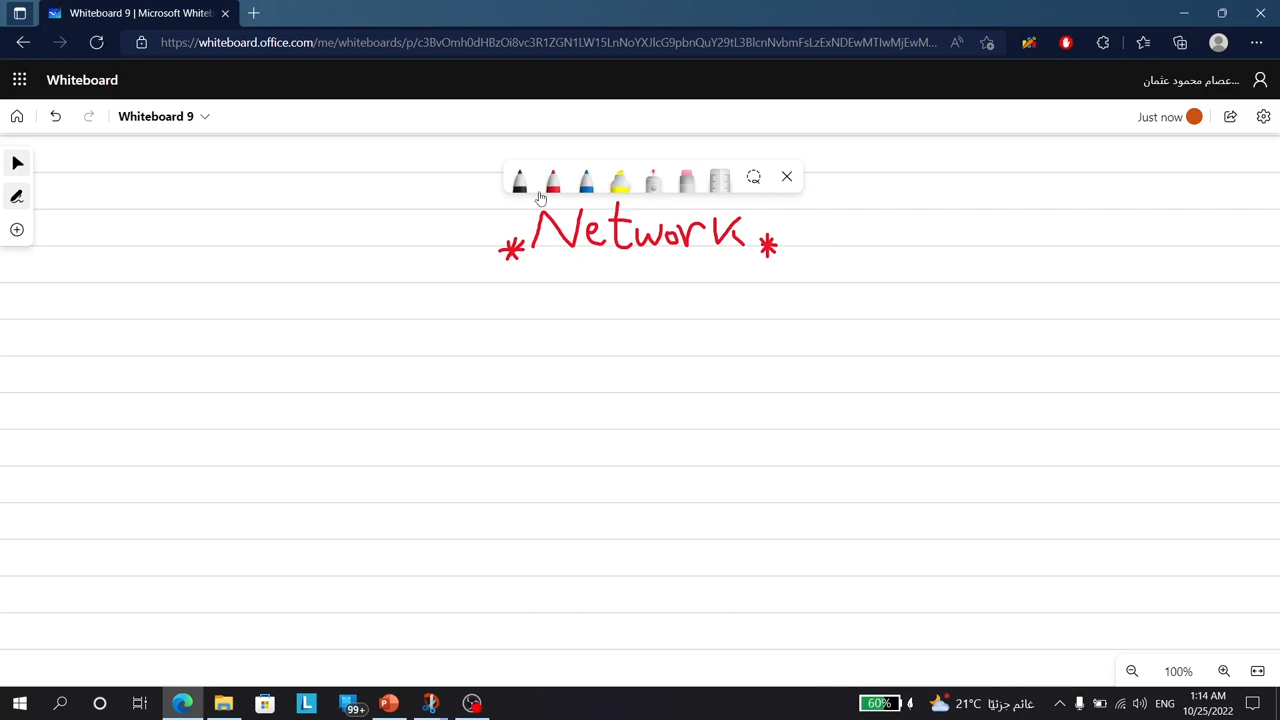 Whiteboard 9 | Microsoft Whiteb
https://whiteboard.office.com/me/whiteboards/p/c3BvOmh0dHBzOi8vc3R1ZGN1LW15LnNoYXJlcG9pbnQuY29tL3BlcnNvbmFsLzExNDEwMTIwMjEwM...
Whiteboard
عصام محمود عثمان...
Whiteboard 9
Just now
*Network*
100%
L
99+
60%
21°C غائم جزئيًا
ENG
1:14 AM
10/25/2022